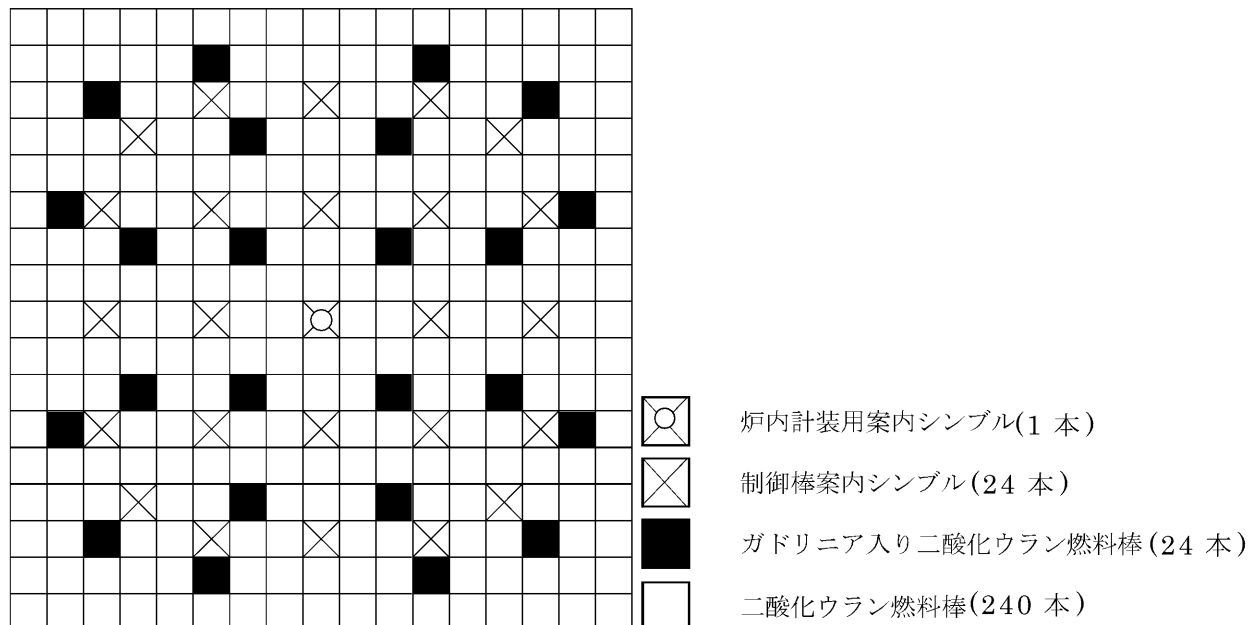 炉内計装用案内シンブル(1 本)
制御棒案内シンブル(24 本)
ガドリニア入り二酸化ウラン燃料棒(24 本)
二酸化ウラン燃料棒(240 本)